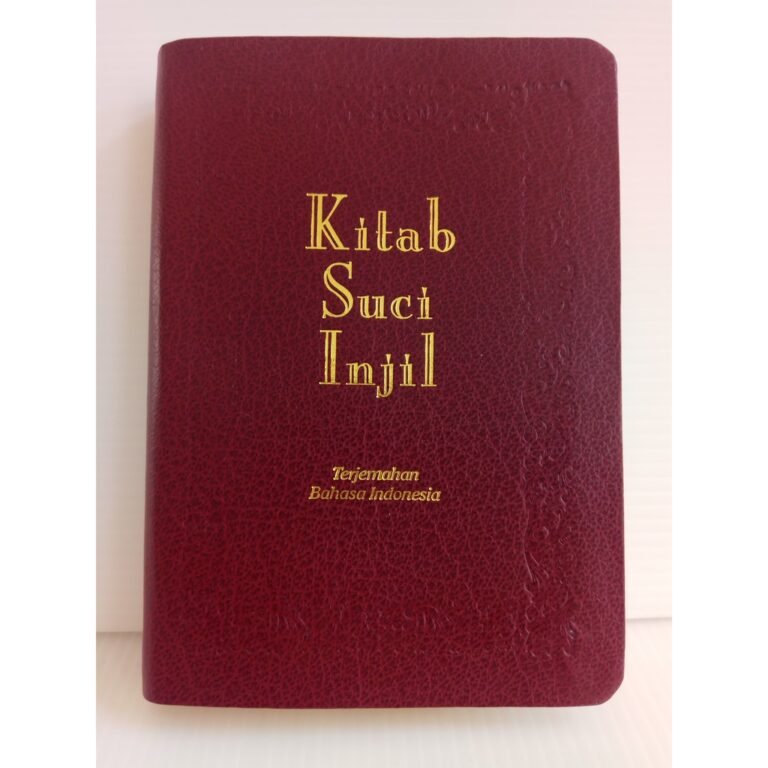 Kitab
Suci
Injil
Terjemahan
Bahasa Indonesia